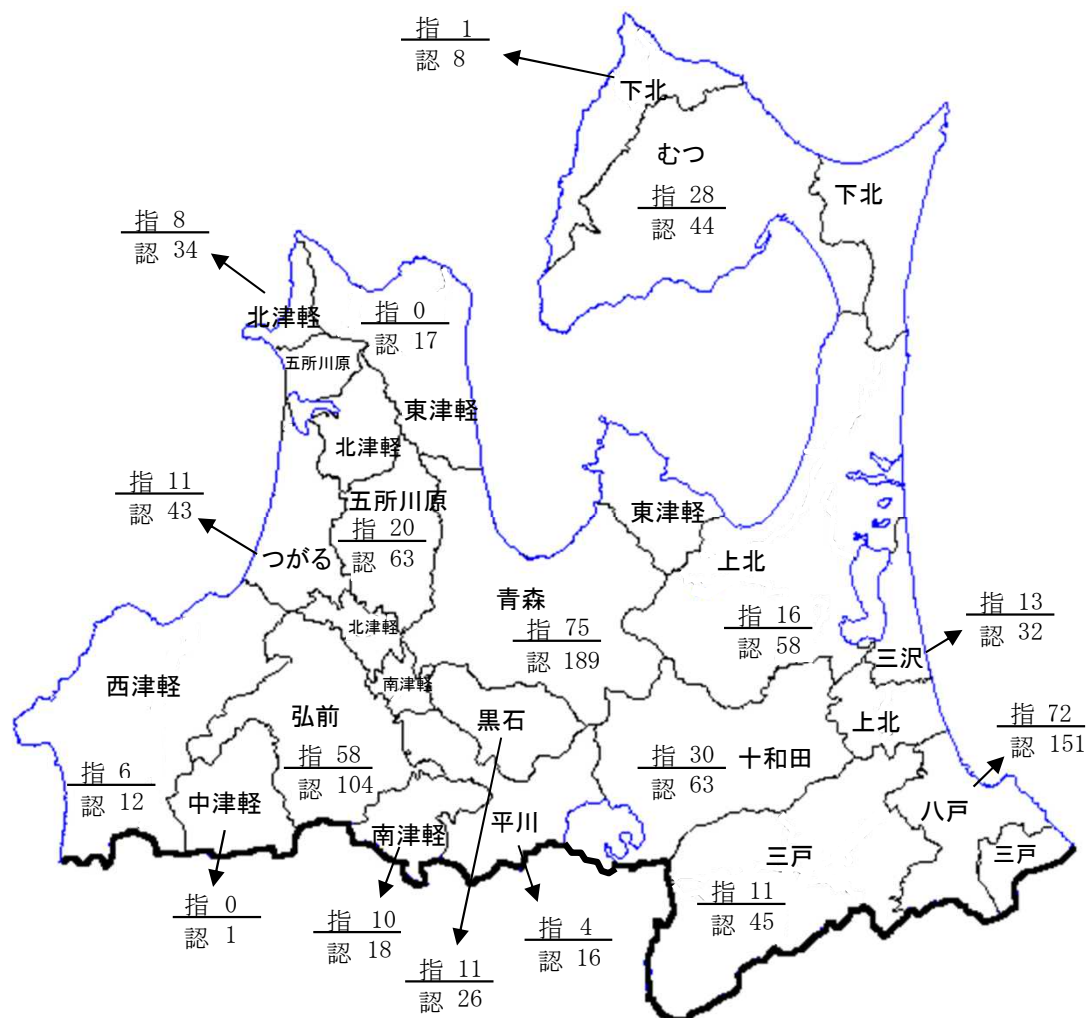 指 1
認 8
下北
むつ
指 28
認 44
下北
指 8
認 34
北津軽
指 0
認 17
五所川原
東津軽
北津軽
指 11
認 43
五所川原
指 20
認 63
つがる
東津軽
上北
青森
指 75
認 189
指 16
認 58
指 13
認 32
三沢
北津軽
南津軽
西津軽
弘前
黒石
上北
指 72
認 151
指 6
認 12
中津軽
指 58
認 104
指 30
認 63
十和田
八戸
南津軽
平川
三戸
三戸
指 0
認 1
指 10
認 18
指 11
認 26
指 4
認 16
指 11
認 45